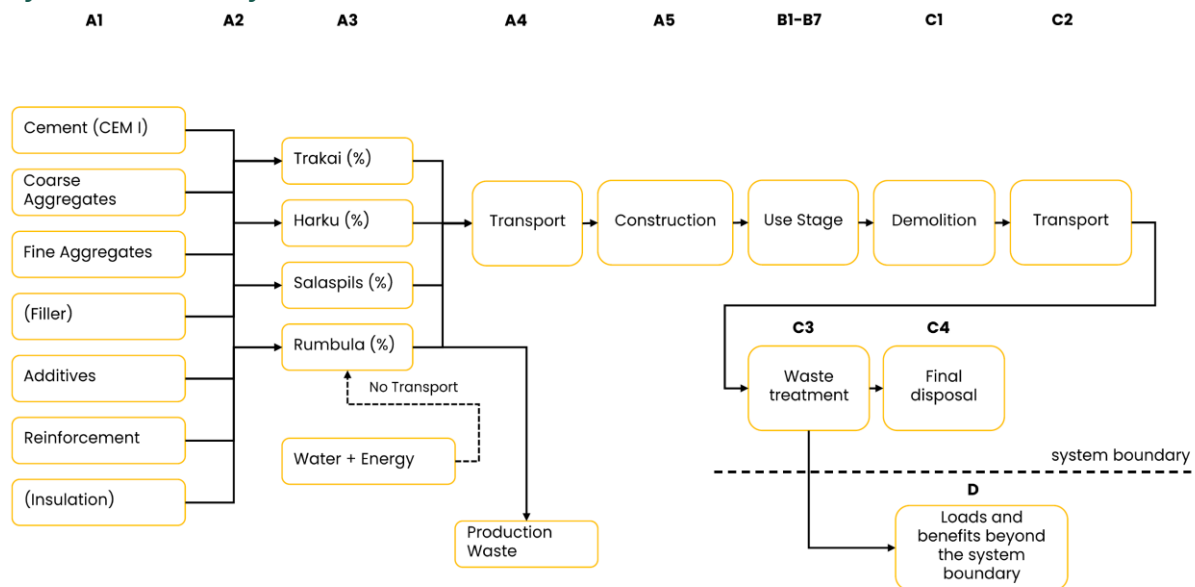 A1 A2 A3 A4 A5 B1-B7 C1 C2
Cement (CEM I)
Coarse
Aggregates
Fine Aggregates
(Filler)
Additives
Reinforcement
(Insulation)
Trakai (%)
Harku (%)
Salaspils (%)
Rumbula (%)
No Transport
Water + Energy
Production
Waste
Transport
Construction
Use Stage
Demolition
Transport
C3
C4
Waste
treatment
Final
disposal
system boundary
D
Loads and
benefits beyond
the system
boundary